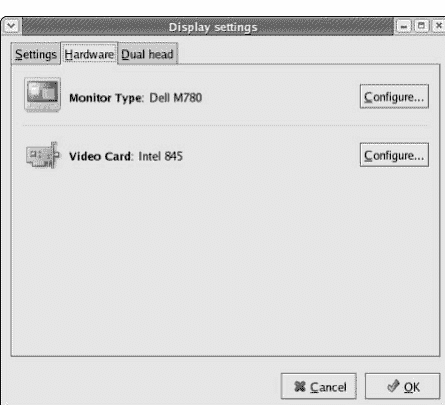 Display settings
Settings Hardware Dual head
Monitor Type: Dell M780 Configure...
Video Card: Intel 845 Configure...
Cancel OK